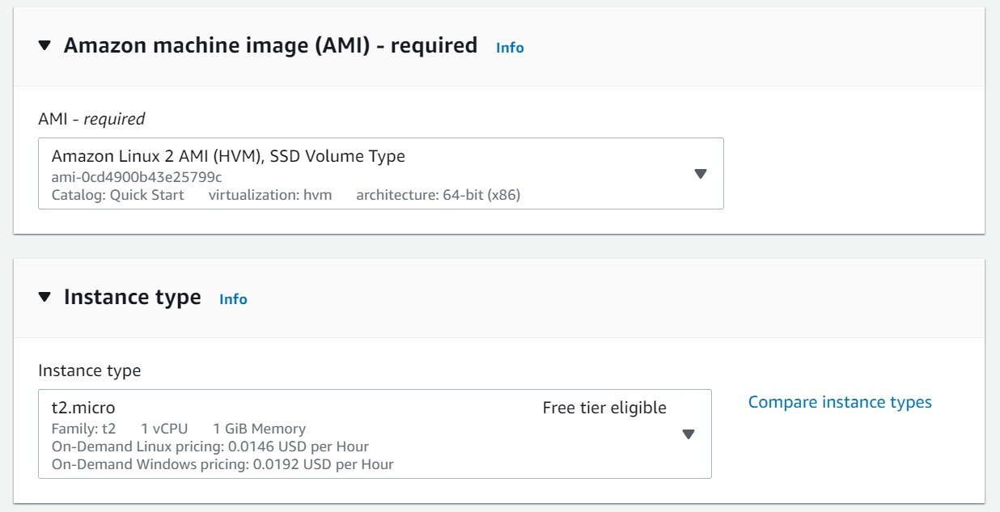 Amazon machine image (AMI) - required Info
AMI - required
Amazon Linux 2 AMI (HVM), SSD Volume Type
ami-0cd4900b43e25799c
Catalog: Quick Start virtualization: hvm architecture: 64-bit (x86)
Instance type Info
Instance type
t2.micro Free tier eligible
Family: t2 1 vCPU 1 GiB Memory
On-Demand Linux pricing: 0.0146 USD per Hour
On-Demand Windows pricing: 0.0192 USD per Hour
Compare instance types